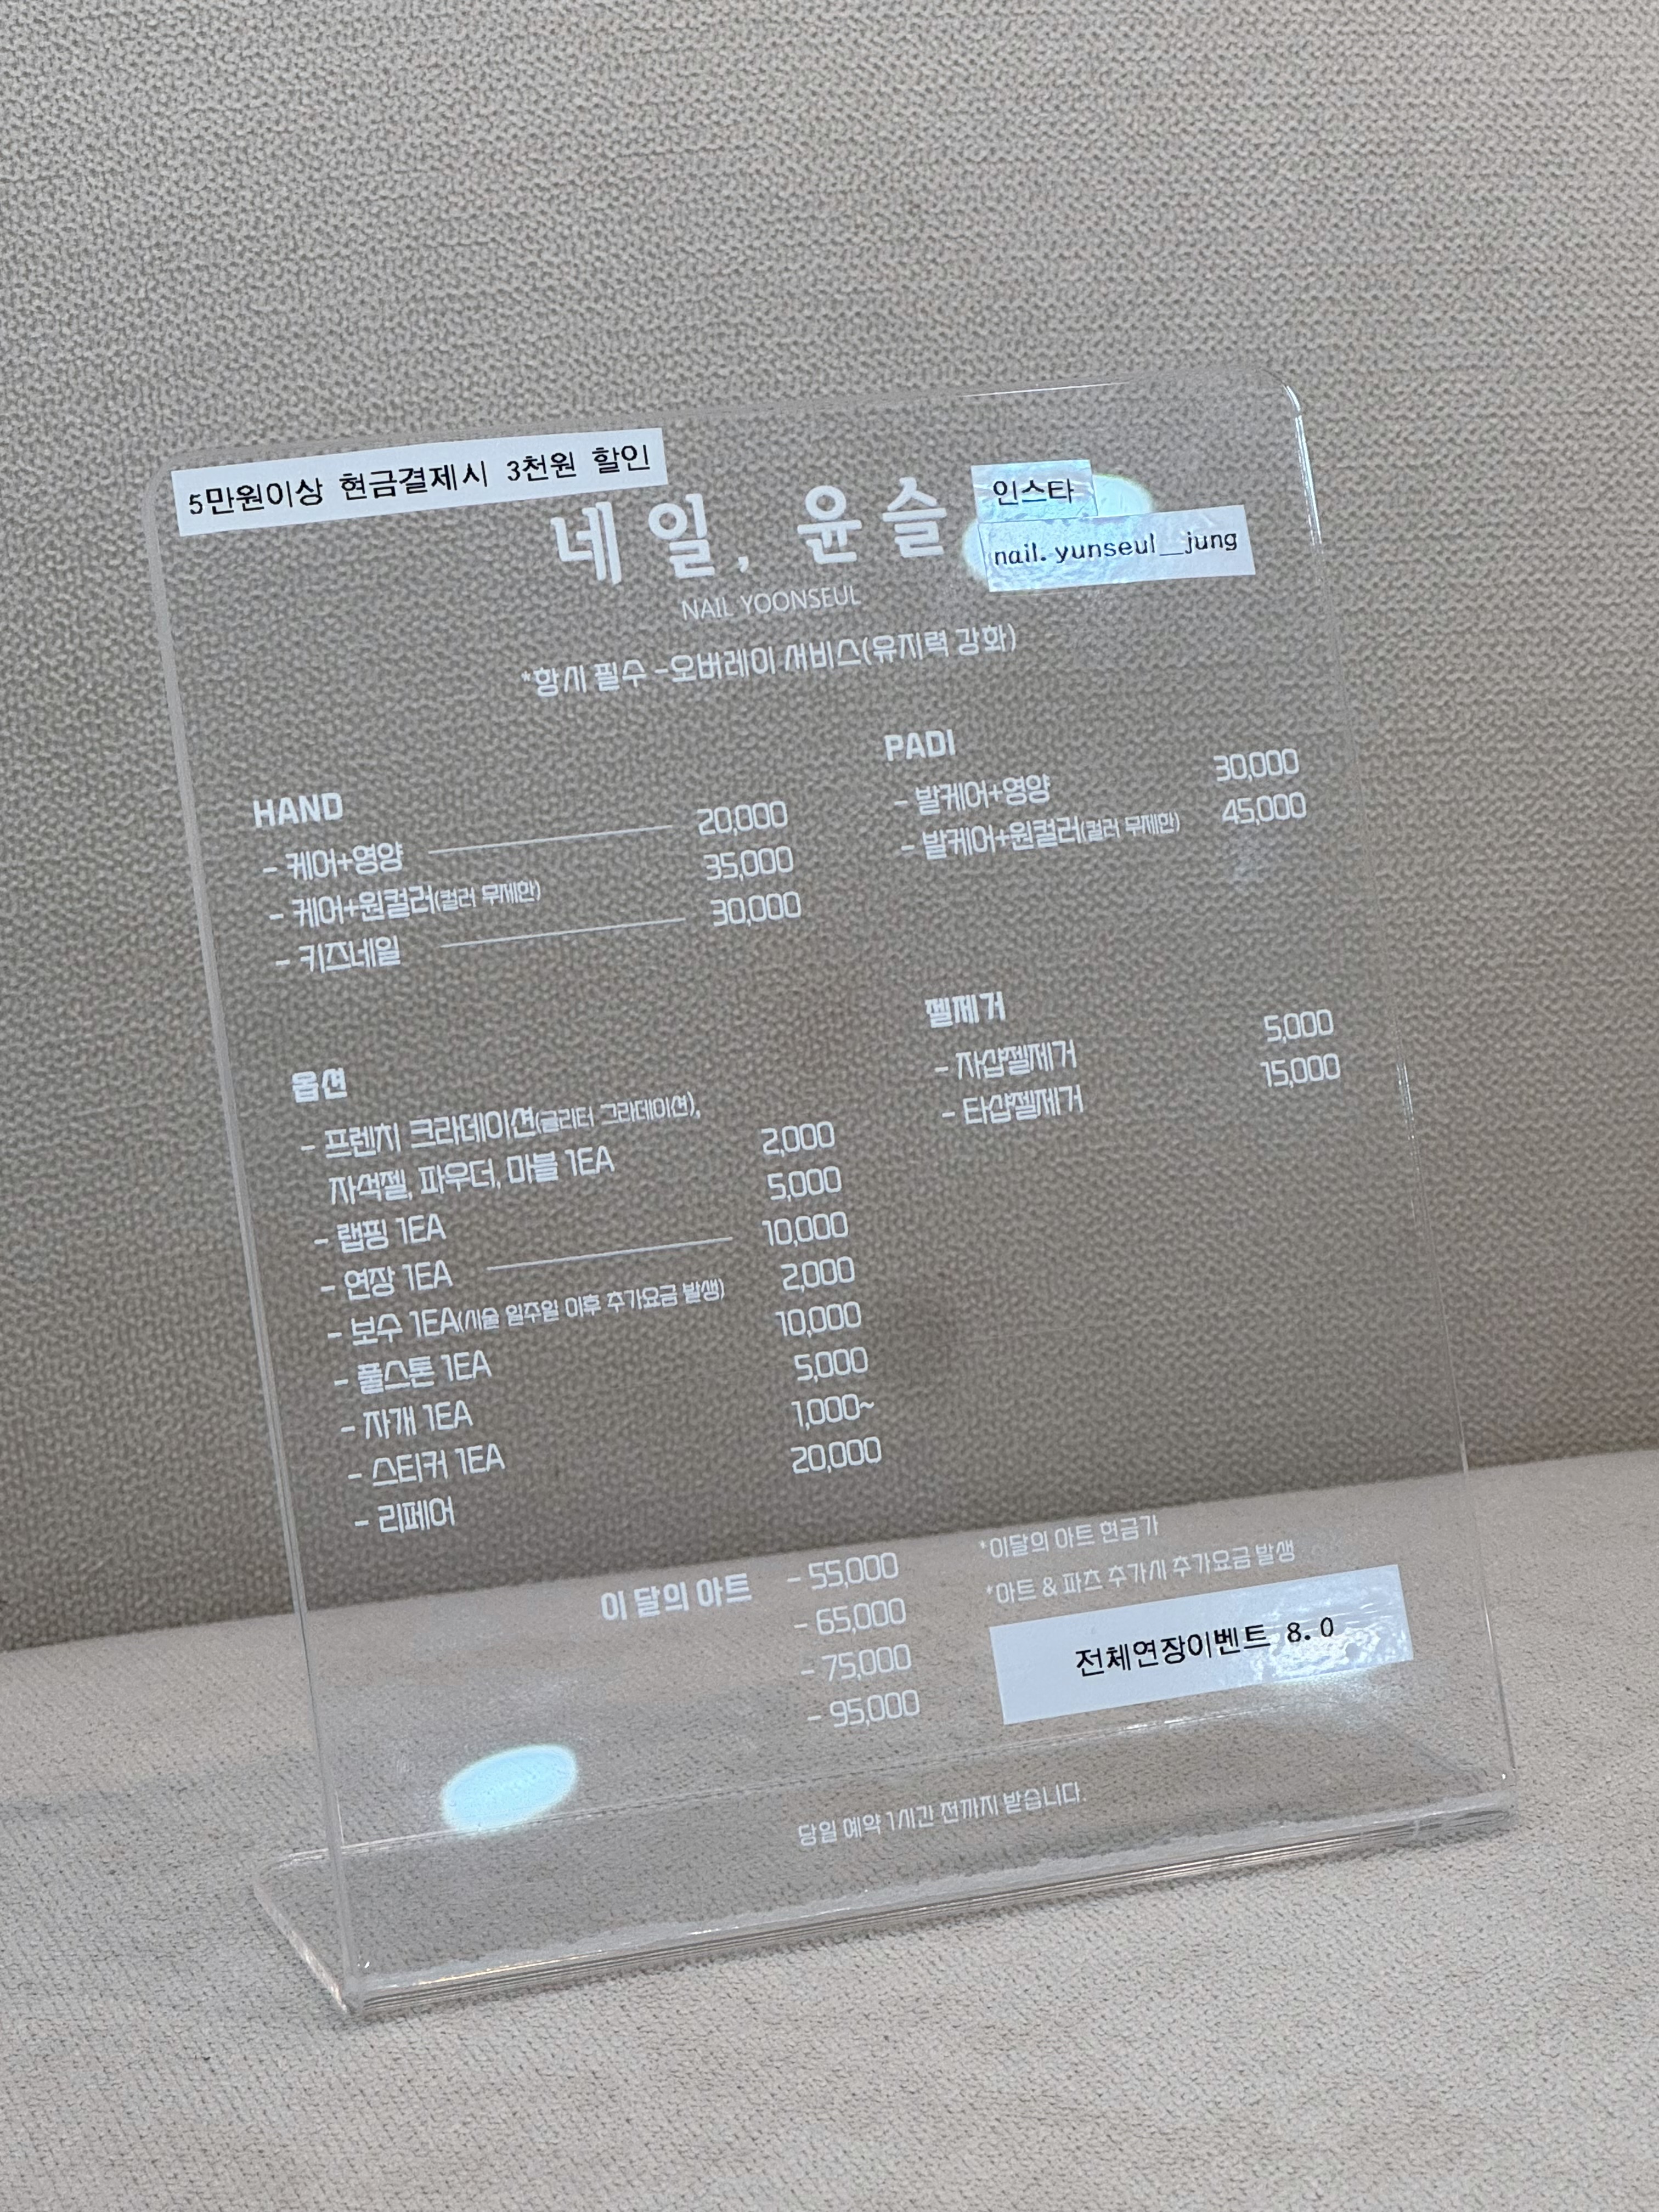 5만원이상 현금결제시 3천원 할인
네일, 윤슬
인스타
nail.yunseul__jung
NAIL YOONSEUL
*항시 필수 -오버레이 서비스(유지력 강화)
HAND
- 케어+영양 20,000
- 케어+원컬러(컬러 무제한) 35,000
- 키즈네일 30,000
PADI
- 발케어+영양 30,000
- 발케어+원컬러(컬러 무제한) 45,000
옵션
- 프렌치 크라데이션(글리터 그라데이션),
자석젤, 파우더, 마블 1EA 2,000
- 랩핑 1EA 5,000
- 연장 1EA 10,000
- 보수 1EA(시술 일주일 이후 추가요금 발생) 2,000
- 풀스톤 1EA 10,000
- 자개 1EA 5,000
- 스티커 1EA 1,000~
- 리페어 20,000
젤제거
- 자샵젤제거 5,000
- 타샵젤제거 15,000
이 달의 아트 - 55,000
- 65,000
- 75,000
- 95,000
*이달의 아트 현금가
*아트 & 파츠 추가시 추가요금 발생
전체연장이벤트 8.0
당일 예약 1시간 전까지 받습니다.